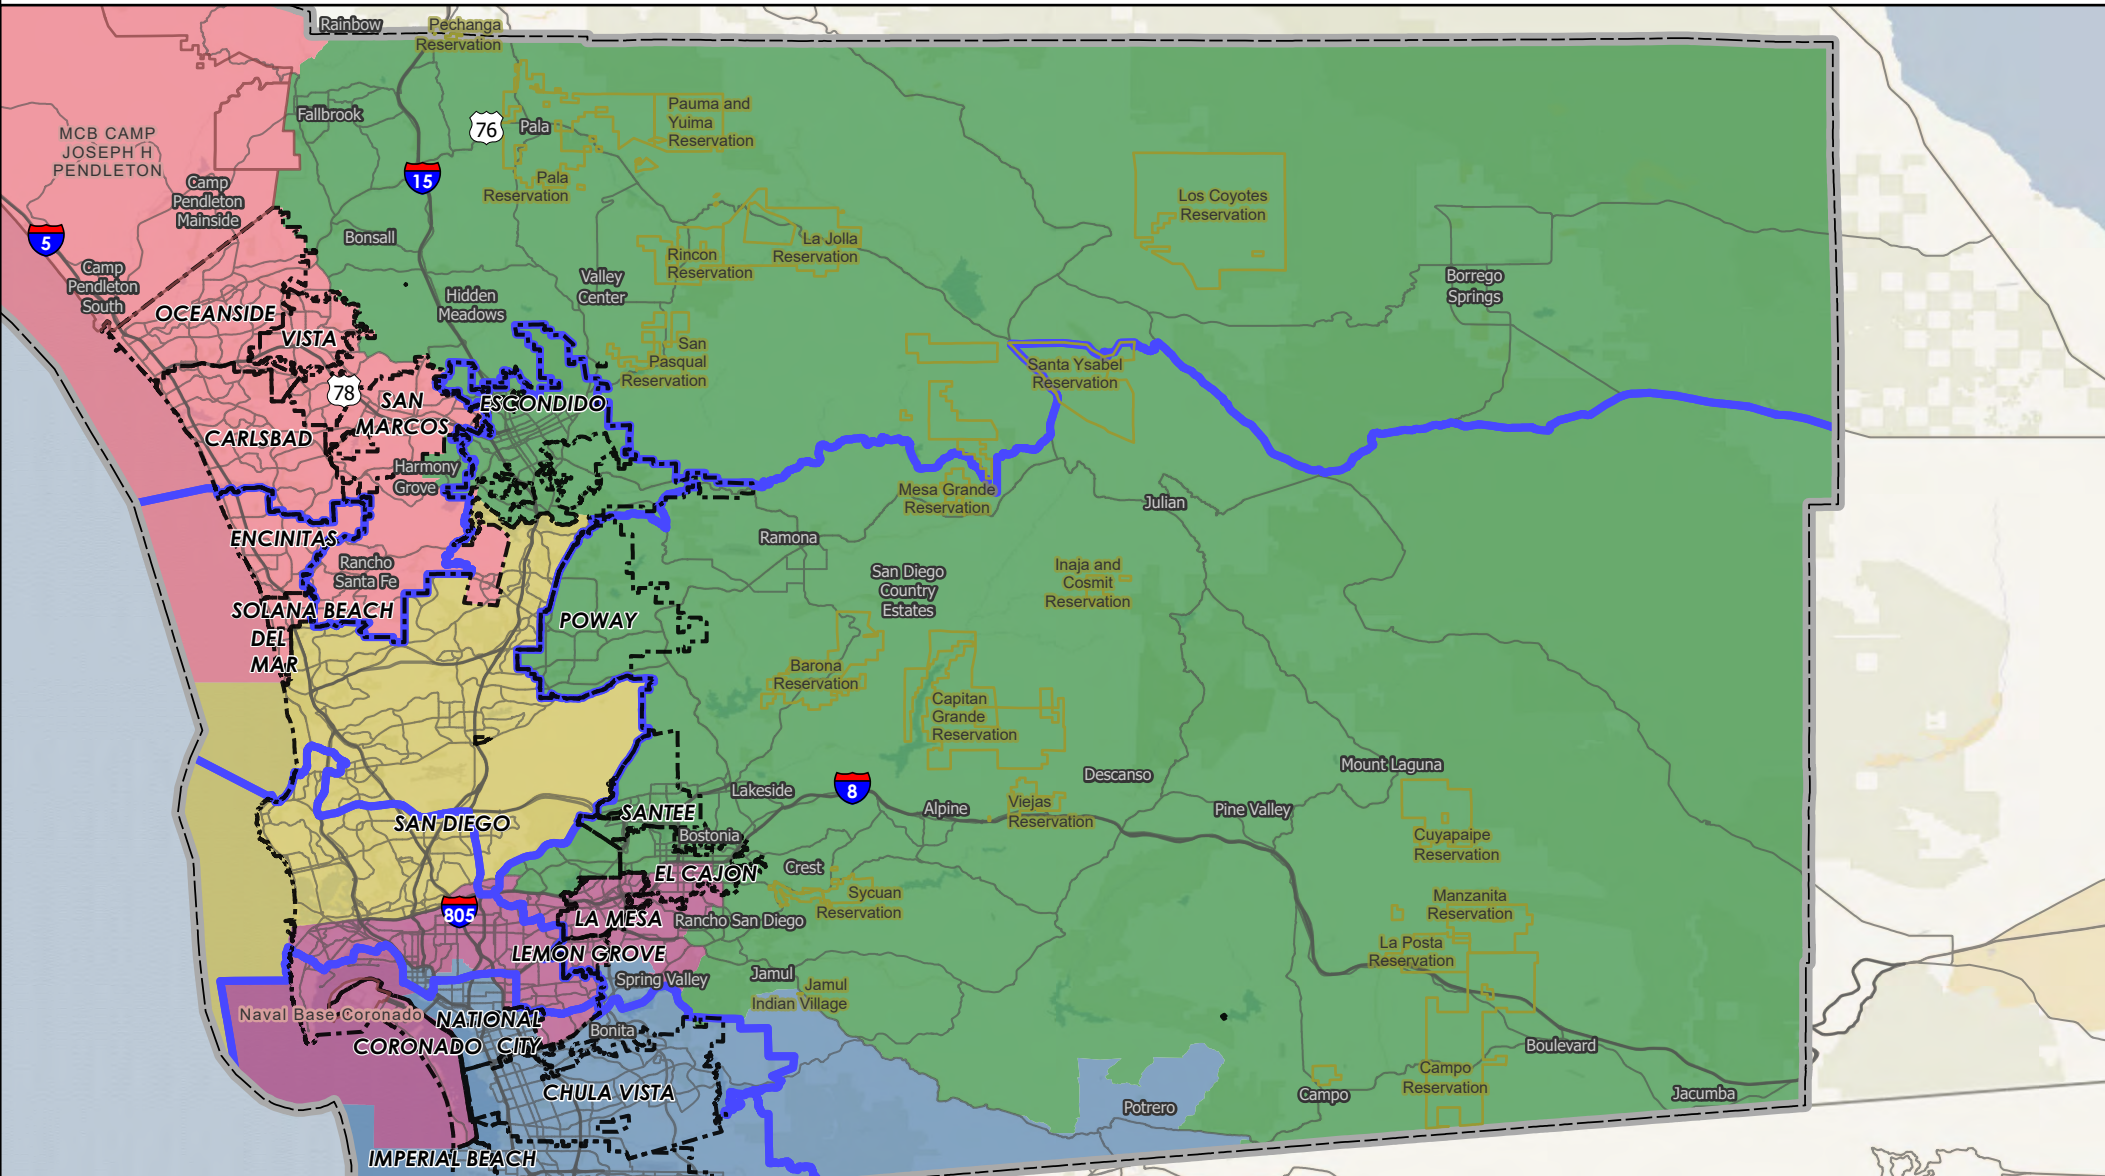 Rainbow
Pechanga
Reservation
Fallbrook
76
Pala
Pauma and
Yuima
Reservation
MCB CAMP
JOSEPH H
PENDLETON
15
Pala
Reservation
Camp
Pendleton
Mainside
Los Coyotes
Reservation
5
Bonsall
La Jolla
Reservation
Rincon
Reservation
Camp
Pendleton
South
Valley
Center
Borrego
Springs
Hidden
Meadows
OCEANSIDE
VISTA
San
Pasqual
Reservation
Santa Ysabel
Reservation
78
SAN
MARCOS
ESCONDIDO
CARLSBAD
Harmony
Grove
Mesa Grande
Reservation
Julian
ENCINITAS
Ramona
Rancho
Santa Fe
San Diego
Country
Estates
Inaja and
Cosmit
Reservation
SOLANA BEACH
POWAY
DEL
MAR
Barona
Reservation
Capitan
Grande
Reservation
Mount Laguna
Descanso
Lakeside
8
Alpine
Viejas
Reservation
Pine Valley
SANTEE
SAN DIEGO
Bostonia
Cuyapaipe
Reservation
EL CAJON
Crest
Sycuan
Reservation
Manzanita
Reservation
805
LA MESA
Rancho San Diego
La Posta
Reservation
LEMON GROVE
Spring Valley
Jamul
Jamul
Indian Village
Naval Base Coronado
NATIONAL
CITY
Bonita
CORONADO
Boulevard
CHULA VISTA
Campo
Reservation
Potrero
Campo
Jacumba
IMPERIAL BEACH